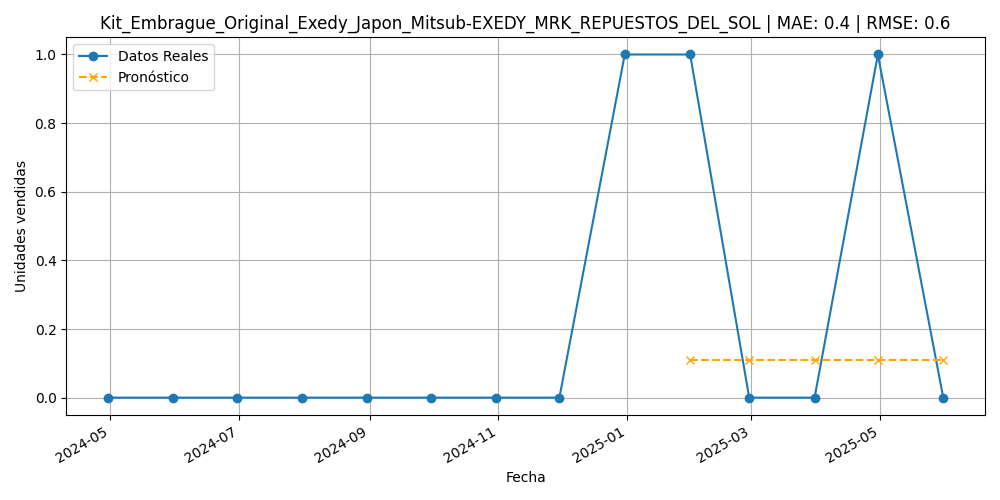 Kit_Embrague_Original_Exedy_Japon_Mitsub-EXEDY_MRK_REPUESTOS_DEL_SOL | MAE: 0.4 | RMSE: 0.6
Datos Reales
Pronóstico
Unidades vendidas
1.0
0.8
0.6
0.4
0.2
0.0
2024-05
2024-07
2024-09
2024-11
2025-01
2025-03
2025-05
Fecha